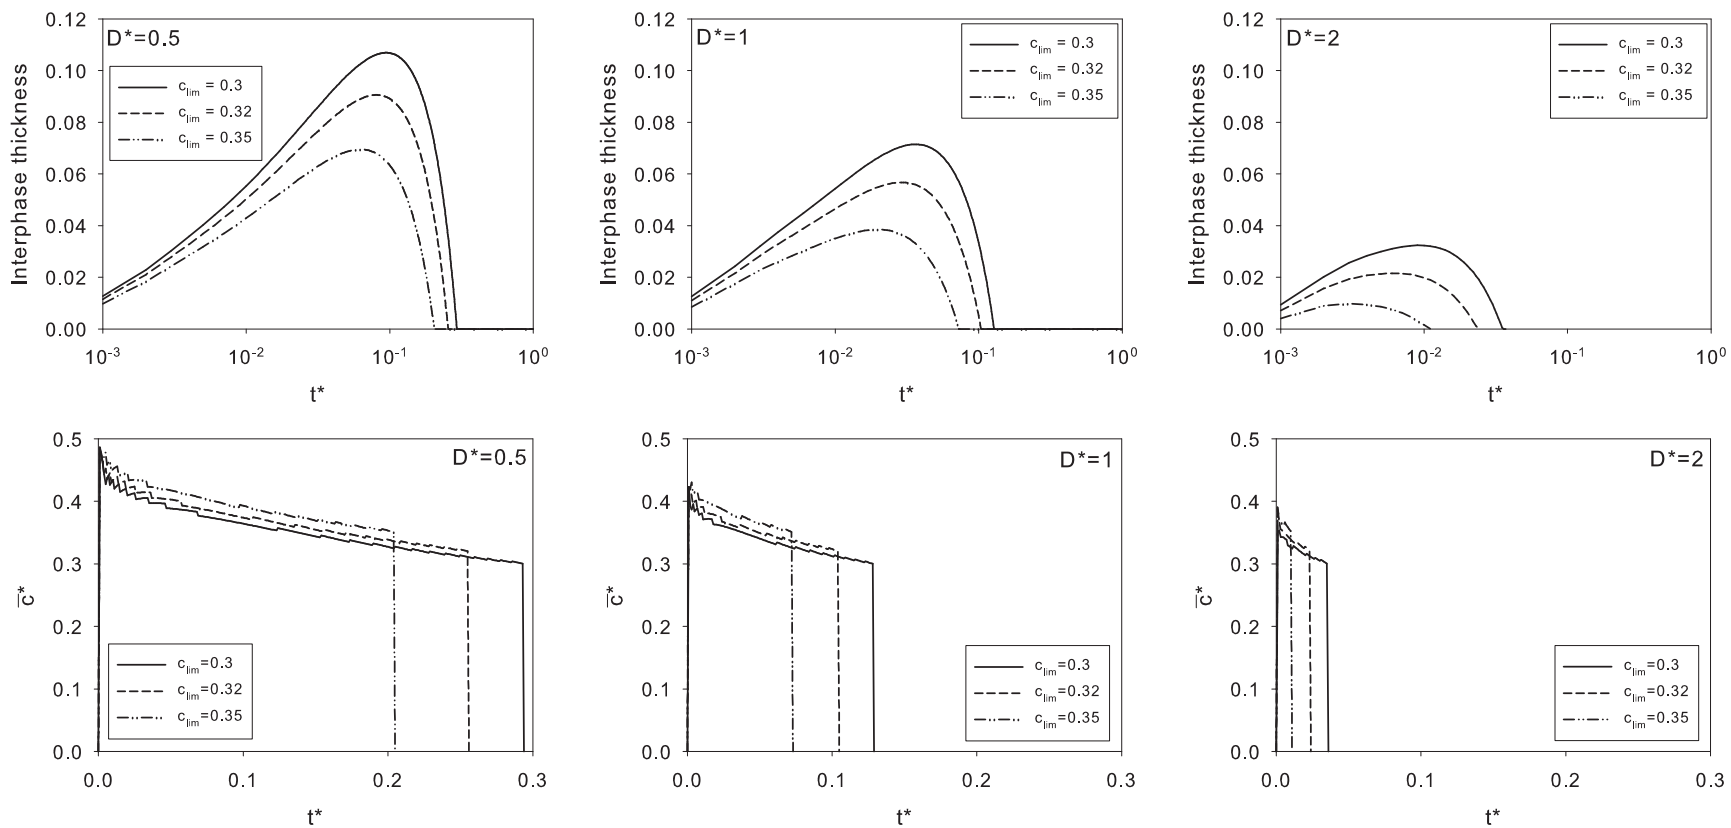 D*=0.5
Interphase thickness
0.12
0.10
0.08
0.06
0.04
0.02
0.00
c_lim = 0.3
c_lim = 0.32
c_lim = 0.35
10⁻³ 10⁻² 10⁻¹ 10⁰
t*
D*=1
Interphase thickness
0.12
0.10
0.08
0.06
0.04
0.02
0.00
c_lim = 0.3
c_lim = 0.32
c_lim = 0.35
10⁻³ 10⁻² 10⁻¹ 10⁰
t*
D*=2
Interphase thickness
0.12
0.10
0.08
0.06
0.04
0.02
0.00
c_lim = 0.3
c_lim = 0.32
c_lim = 0.35
10⁻³ 10⁻² 10⁻¹ 10⁰
t*
D*=0.5
c̅*
0.5
0.4
0.3
0.2
0.1
0.0
c_lim=0.3
c_lim=0.32
c_lim=0.35
0.0 0.1 0.2 0.3
t*
D*=1
c̅*
0.5
0.4
0.3
0.2
0.1
0.0
c_lim=0.3
c_lim=0.32
c_lim=0.35
0.0 0.1 0.2 0.3
t*
D*=2
c̅*
0.5
0.4
0.3
0.2
0.1
0.0
c_lim=0.3
c_lim=0.32
c_lim=0.35
0.0 0.1 0.2 0.3
t*